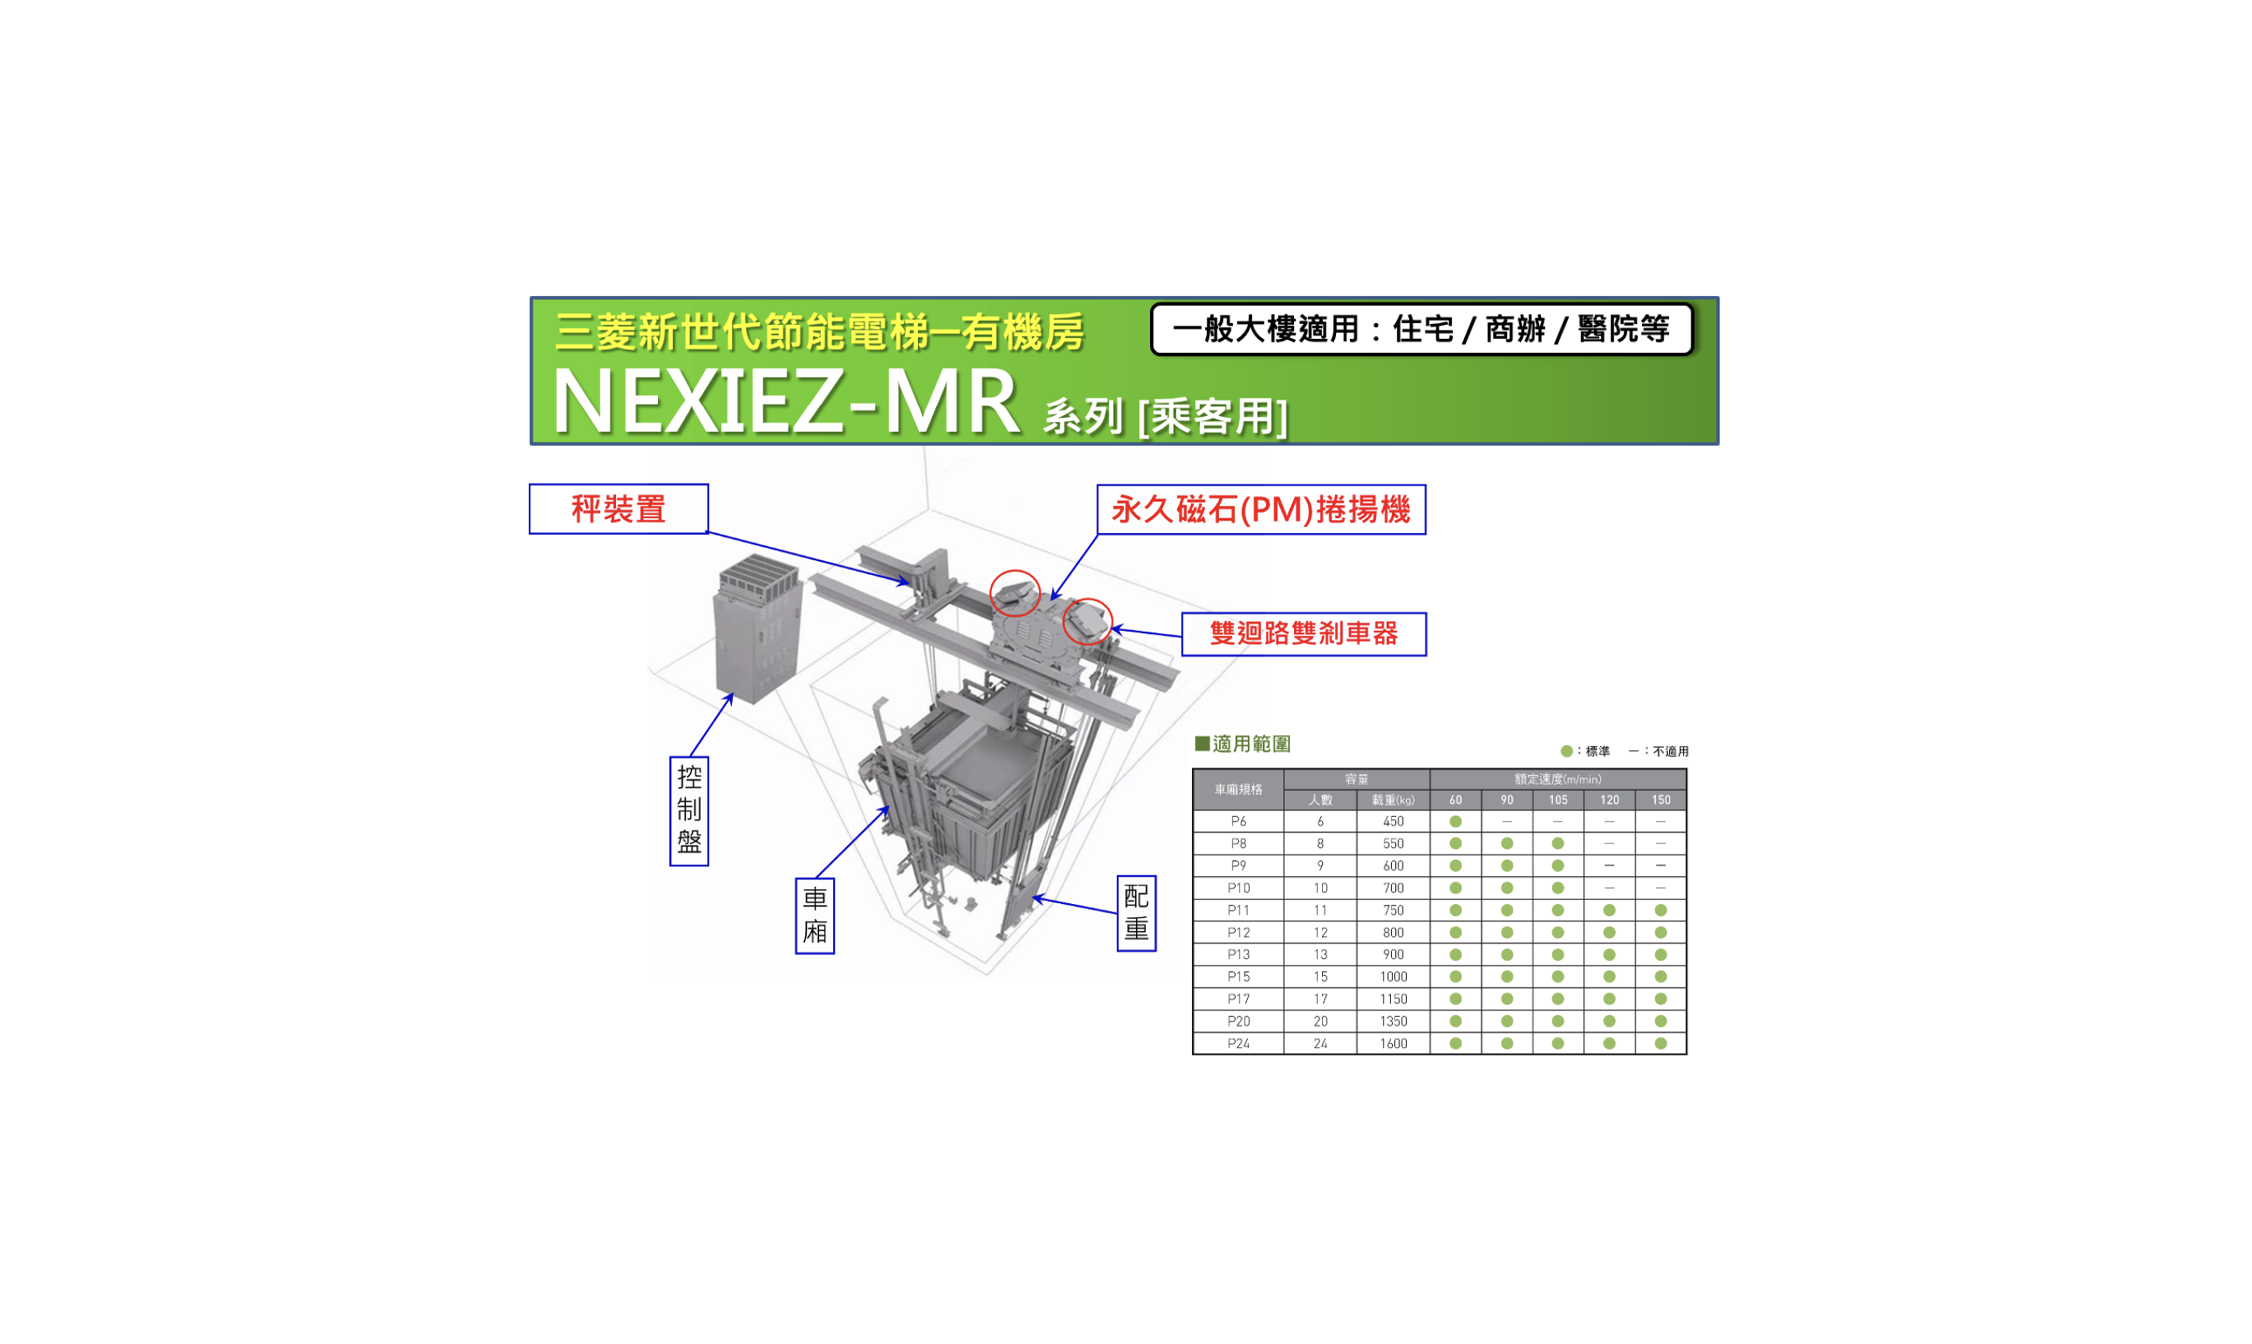 三菱新世代節能電梯─有機房
一般大樓適用：住宅 / 商辦 / 醫院等
NEXIEZ-MR 系列 [乘客用]
秤裝置
永久磁石(PM)捲揚機
雙迴路雙剎車器
控制盤
車廂
配重
■適用範圍
●：標準 －：不適用
車廂規格 容量 額定速度(m/min)
人數 載重(kg) 60 90 105 120 150
P6 6 450 ● － － － －
P8 8 550 ● ● ● － －
P9 9 600 ● ● ● － －
P10 10 700 ● ● ● － －
P11 11 750 ● ● ● ● ●
P12 12 800 ● ● ● ● ●
P13 13 900 ● ● ● ● ●
P15 15 1000 ● ● ● ● ●
P17 17 1150 ● ● ● ● ●
P20 20 1350 ● ● ● ● ●
P24 24 1600 ● ● ● ● ●